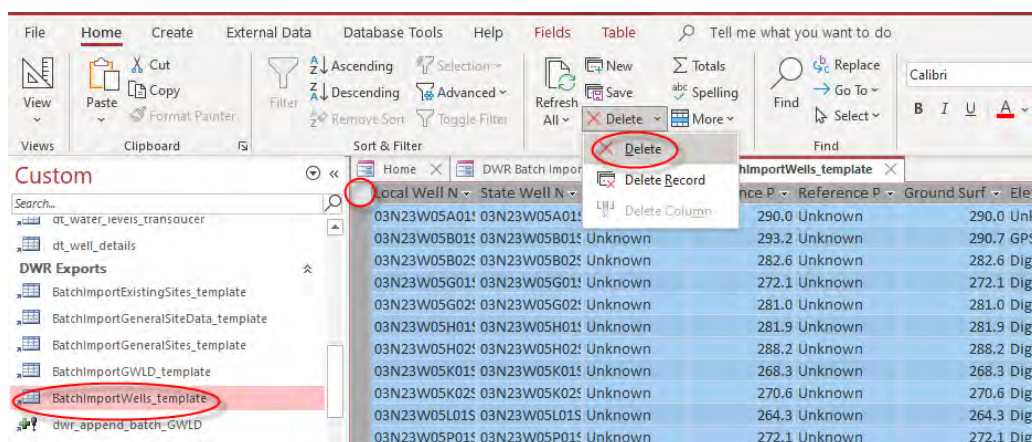 File Home Create External Data Database Tools Help Fields Table Tell me what you want to do
Cut Ascending Selection New Totals Replace Calibri
Copy Descending Advanced Save abc Spelling Go To
View Paste Format Painter Filter Remove Sort Toggle Filter Refresh All Delete More Find Select B I U A
Views Clipboard Sort & Filter Delete Find
Custom Home DWR Batch Impor hImportWells_template
Delete Record
Search... Local Well N State Well N nce P Reference P Ground Surf Ele
Delete Column
dt_water_levels_transducer 03N23W05A01S 03N23W05A01S 290.0 Unknown 290.0
dt_well_details 03N23W05B01S 03N23W05B01S Unknown 293.2 Unknown 290.7 GPS
DWR Exports 03N23W05B02S 03N23W05B02S Unknown 282.6 Unknown 282.6 Dig
BatchImportExistingSites_template 03N23W05G01S 03N23W05G01S Unknown 272.1 Unknown 272.1 Dig
BatchImportGeneralSiteData_template 03N23W05G02S 03N23W05G02S Unknown 281.0 Unknown 281.0 Dig
BatchImportGeneralSites_template 03N23W05H01S 03N23W05H01S Unknown 281.9 Unknown 281.9 Dig
03N23W05H02S 03N23W05H02S Unknown 288.2 Unknown 288.2 Dig
BatchImportGWLD_template 03N23W05K01S 03N23W05K01S Unknown 268.3 Unknown 268.3 Dig
BatchImportWells_template 03N23W05K02S 03N23W05K02S Unknown 270.6 Unknown 270.6 Dig
03N23W05L01S 03N23W05L01S Unknown 264.3 Unknown 264.3 Dig
dwr_append_batch_GWLD 03N23W05P01S 03N23W05P01S Unknown 272.1 Unknown 272.1 Dig